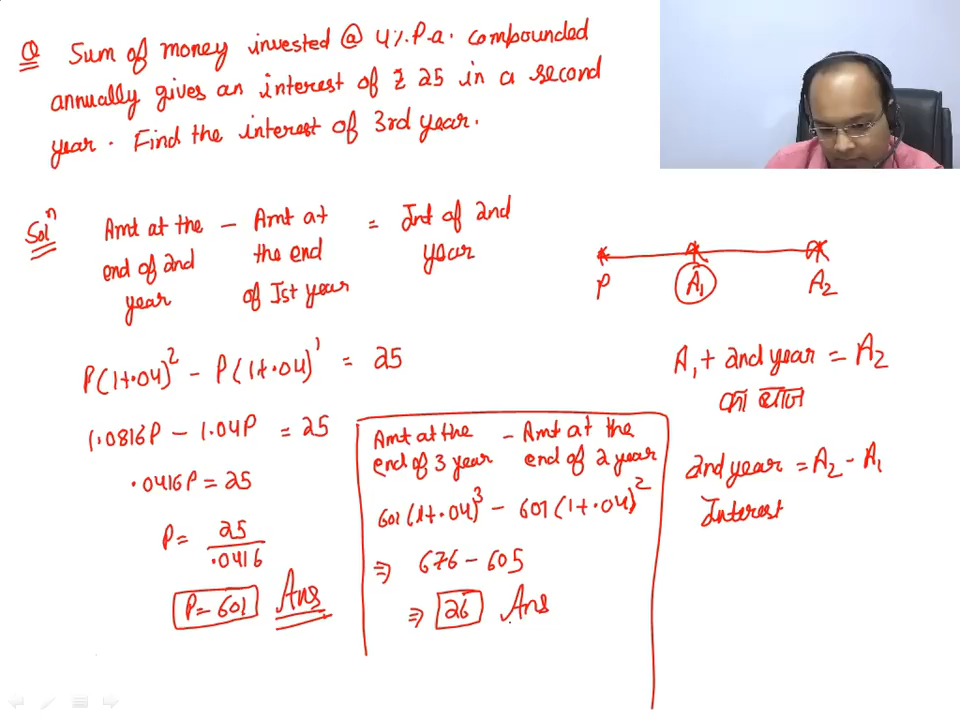 Q Sum of money invested @ 4% P.a. compounded
annually gives an interest of ₹ 25 in a second
year. Find the interest of 3rd year.
Solⁿ
Amt at the
end of 2nd
year
– Amt at
the end
of Ist year
= Int of 2nd
year
P(1+.04)² – P(1+.04)¹ = 25
1.0816P – 1.04P = 25
.0416P = 25
P = 25/.0416
P = 601 Ans
Amt at the – Amt at the
end of 3 year end of 2 year
601(1+.04)³ – 601(1+.04)²
⇒ 676 – 605
⇒ 26 Ans
P A₁ A₂
A₁ + 2nd year = A₂
का ब्याज
2nd year = A₂ – A₁
Interest